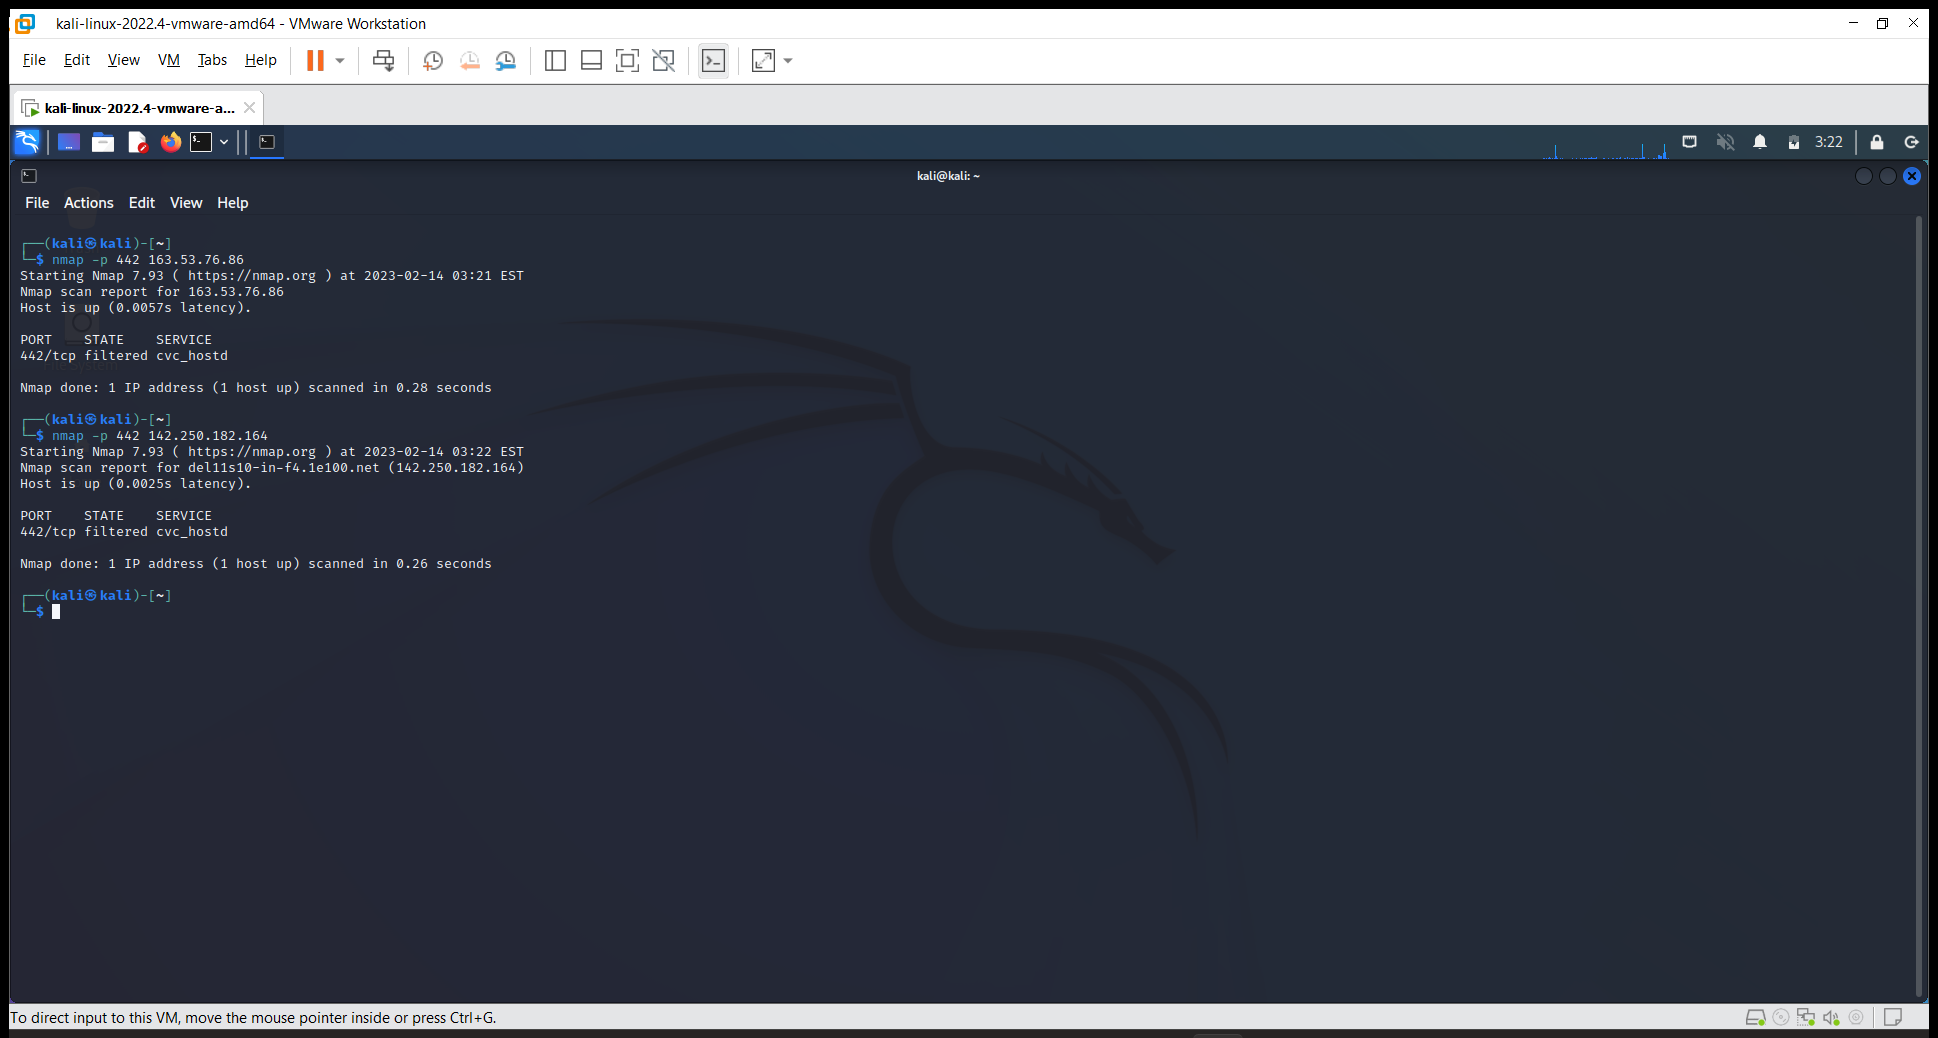 kali-linux-2022.4-vmware-amd64 - VMware Workstation
File Edit View VM Tabs Help
kali-linux-2022.4-vmware-a...
3:22
kali@kali: ~
File Actions Edit View Help
┌──(kali㉿kali)-[~]
└─$ nmap -p 442 163.53.76.86
Starting Nmap 7.93 ( https://nmap.org ) at 2023-02-14 03:21 EST
Nmap scan report for 163.53.76.86
Host is up (0.0057s latency).
PORT    STATE    SERVICE
442/tcp filtered cvc_hostd
Nmap done: 1 IP address (1 host up) scanned in 0.28 seconds
┌──(kali㉿kali)-[~]
└─$ nmap -p 442 142.250.182.164
Starting Nmap 7.93 ( https://nmap.org ) at 2023-02-14 03:22 EST
Nmap scan report for del11s10-in-f4.1e100.net (142.250.182.164)
Host is up (0.0025s latency).
PORT    STATE    SERVICE
442/tcp filtered cvc_hostd
Nmap done: 1 IP address (1 host up) scanned in 0.26 seconds
┌──(kali㉿kali)-[~]
└─$
To direct input to this VM, move the mouse pointer inside or press Ctrl+G.